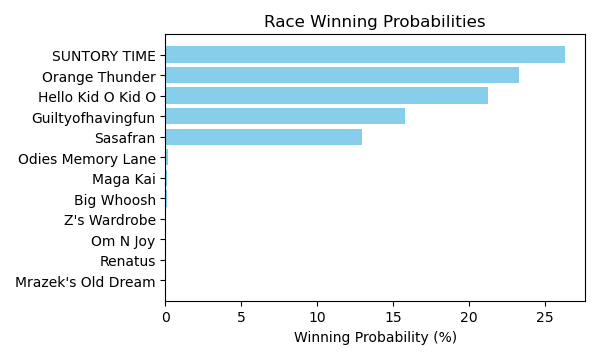 Race Winning Probabilities
SUNTORY TIME
Orange Thunder
Hello Kid O Kid O
Guiltyofhavingfun
Sasafran
Odies Memory Lane
Maga Kai
Big Whoosh
Z's Wardrobe
Om N Joy
Renatus
Mrazek's Old Dream
0 5 10 15 20 25
Winning Probability (%)